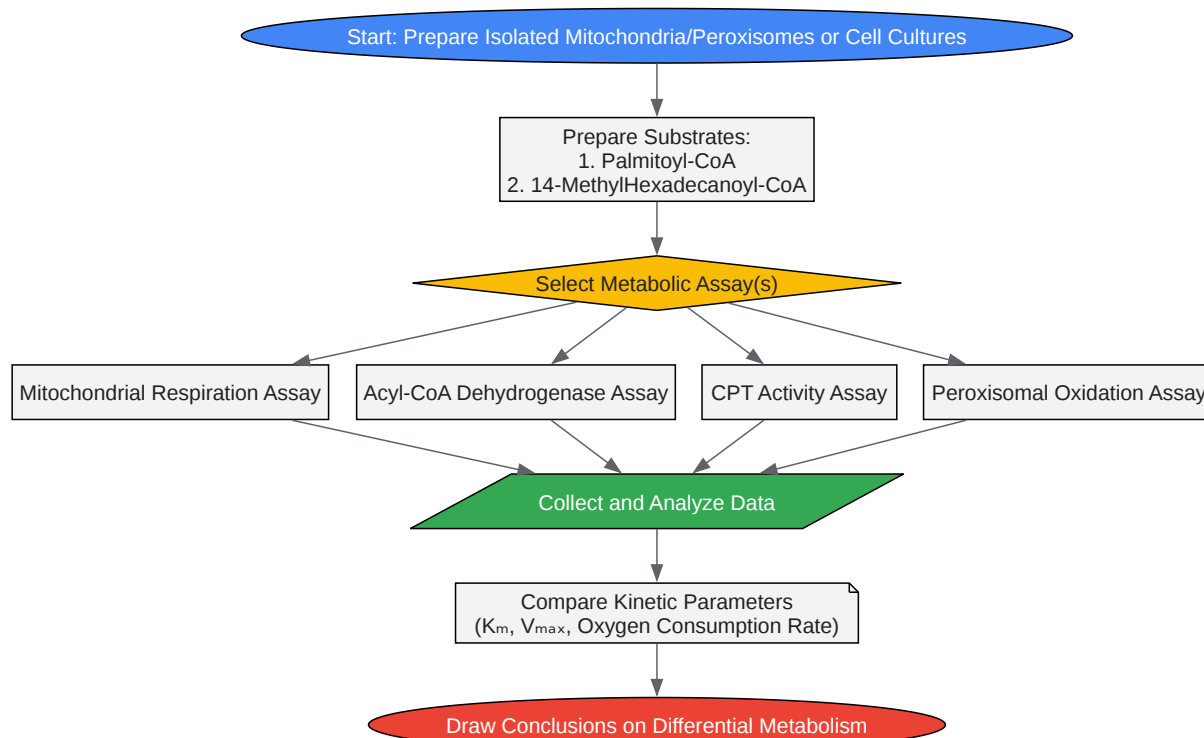 Start: Prepare Isolated Mitochondria/Peroxisomes or Cell Cultures
Prepare Substrates:
1. Palmitoyl-CoA
2. 14-MethylHexadecanoyl-CoA
Select Metabolic Assay(s)
Mitochondrial Respiration Assay
Acyl-CoA Dehydrogenase Assay
CPT Activity Assay
Peroxisomal Oxidation Assay
Collect and Analyze Data
Compare Kinetic Parameters
(Kₘ, Vₘₐₓ, Oxygen Consumption Rate)
Draw Conclusions on Differential Metabolism